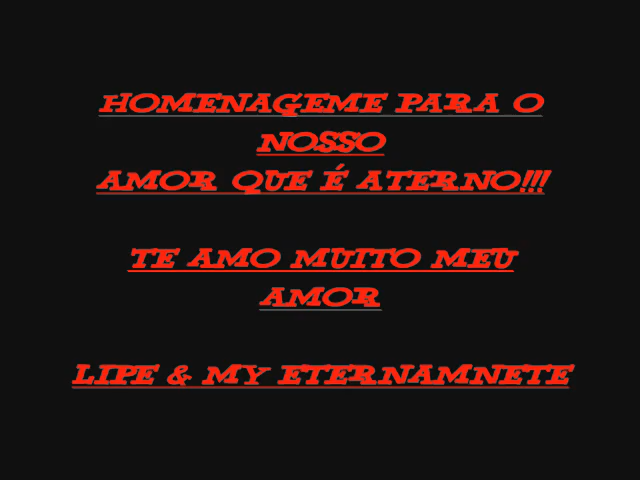 HOMENAGEME PARA O
NOSSO
AMOR QUE É ATERNO!!!
TE AMO MUITO MEU
AMOR
LIPE & MY ETERNAMNETE